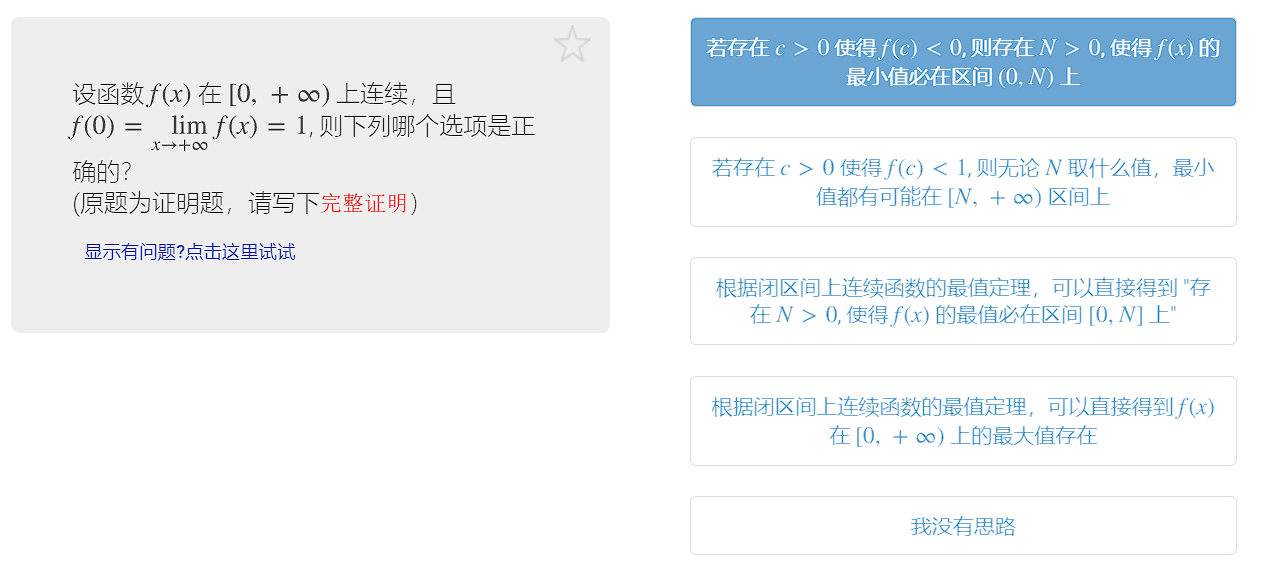 设函数 f(x) 在 [0, +∞) 上连续，且
f(0) = lim f(x) = 1, 则下列哪个选项是正
x→+∞
确的?
(原题为证明题，请写下完整证明)
显示有问题?点击这里试试
若存在 c > 0 使得 f(c) < 0, 则存在 N > 0, 使得 f(x) 的
最小值必在区间 (0, N) 上
若存在 c > 0 使得 f(c) < 1, 则无论 N 取什么值，最小
值都有可能在 [N, +∞) 区间上
根据闭区间上连续函数的最值定理，可以直接得到 "存
在 N > 0, 使得 f(x) 的最值必在区间 [0, N] 上"
根据闭区间上连续函数的最值定理，可以直接得到 f(x)
在 [0, +∞) 上的最大值存在
我没有思路